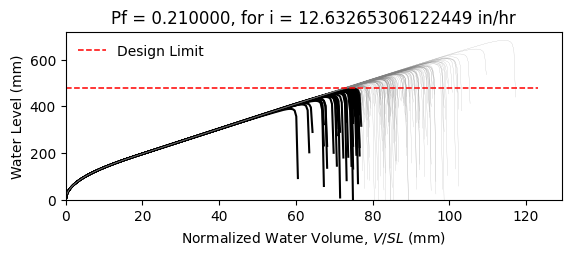 Pf = 0.210000, for i = 12.63265306122449 in/hr
Design Limit
Water Level (mm)
600
400
200
0
0 20 40 60 80 100 120
Normalized Water Volume, V/SL (mm)